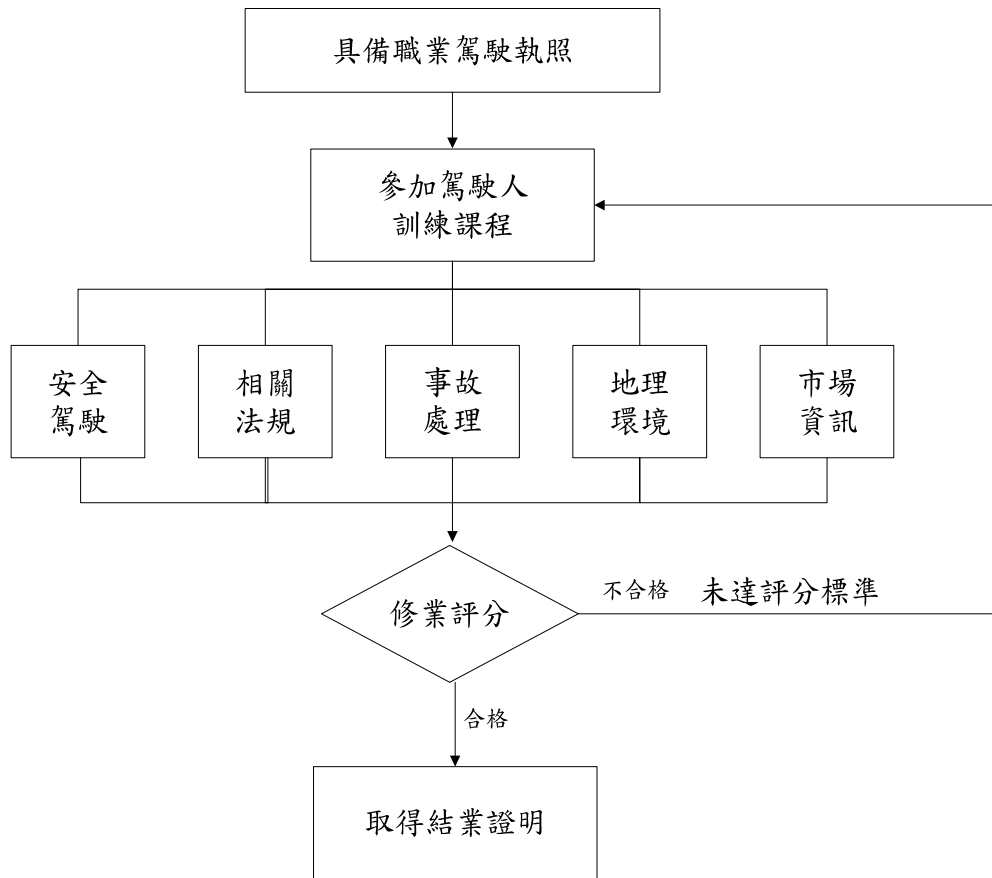 具備職業駕駛執照
參加駕駛人
訓練課程
安全
駕駛
相關
法規
事故
處理
地理
環境
市場
資訊
修業評分
不合格
未達評分標準
合格
取得結業證明